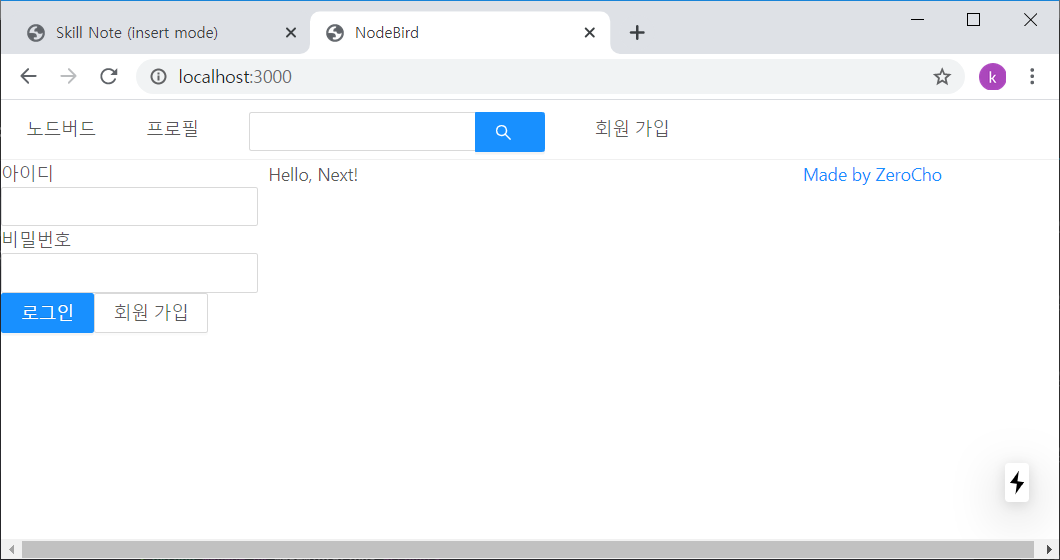 Skill Note (insert mode)
NodeBird
localhost:3000
k
노드버드 프로필 회원 가입
아이디
Hello, Next!
Made by ZeroCho
비밀번호
로그인 회원 가입